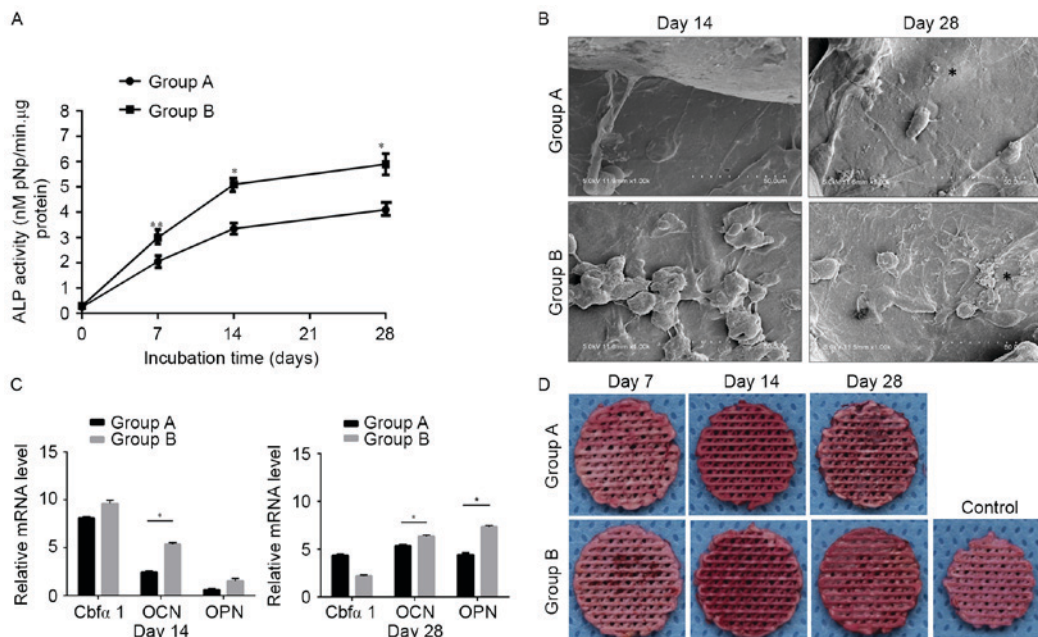 A
Group A
Group B
8
7
6
5
4
3
2
1
0
ALP activity (nM pNp/min.µg
protein)
**
*
*
0 7 14 21 28
Incubation time (days)
B
Day 14 Day 28
Group A
*
Group B
*
C
Group A
Group B
15
10
5
0
Relative mRNA level
*
Cbfα 1 OCN OPN
Day 14
Group A
Group B
15
10
5
0
Relative mRNA level
* *
Cbfα 1 OCN OPN
Day 28
D
Day 7 Day 14 Day 28
Group A
Group B
Control